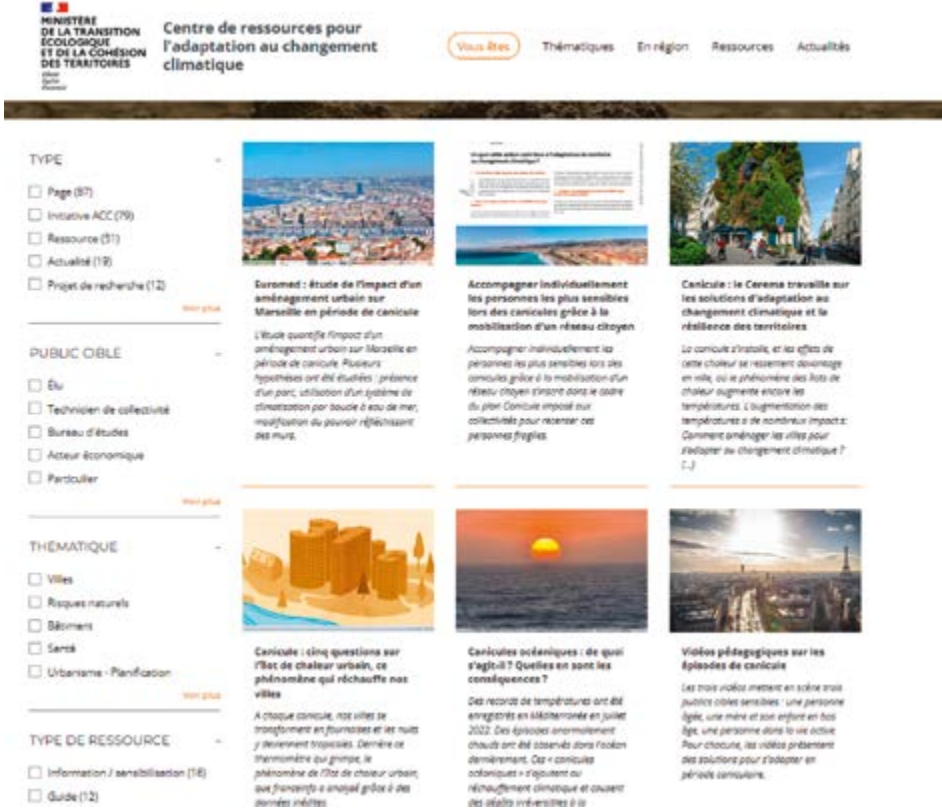 MINISTÈRE
DE LA TRANSITION
ÉCOLOGIQUE
ET DE LA COHÉSION
DES TERRITOIRES
Centre de ressources pour
l'adaptation au changement
climatique
Vous êtes
Thématiques
En région
Ressources
Actualités
TYPE
Page (87)
Initiative ACC (79)
Ressource (51)
Actualité (19)
Projet de recherche (12)
Voir plus
PUBLIC CIBLE
Élu
Technicien de collectivité
Bureau d'études
Acteur économique
Particulier
Voir plus
THÉMATIQUE
Villes
Risques naturels
Bâtiment
Santé
Urbanisme - Planification
Voir plus
TYPE DE RESSOURCE
Information / sensibilisation (16)
Guide (12)
Euromed : étude de l'impact d'un
aménagement urbain sur
Marseille en période de canicule
L'étude quantifie l'impact d'un
aménagement urbain sur Marseille en
période de canicule. Plusieurs
hypothèses ont été étudiées : présence
d'un parc, utilisation d'un système de
climatisation par boucle à eau de mer,
modification du pouvoir réfléchissant
des murs.
Accompagner individuellement
les personnes les plus sensibles
lors des canicules grâce à la
mobilisation d'un réseau citoyen
Accompagner individuellement les
personnes les plus sensibles lors des
canicules grâce à la mobilisation d'un
réseau citoyen s'inscrit dans le cadre
du plan Canicule imposé aux
collectivités pour recenser ces
personnes fragiles.
Canicule : le Cerema travaille sur
les solutions d'adaptation au
changement climatique et la
résilience des territoires
La canicule s'installe, et les effets de
cette chaleur se ressentent davantage
en ville, où le phénomène des îlots de
chaleur augmente encore les
températures. L'augmentation des
températures a de nombreux impacts :
Comment aménager les villes pour
s'adapter au changement climatique ?
(...)
Canicule : cinq questions sur
l'îlot de chaleur urbain, ce
phénomène qui réchauffe nos
villes
A chaque canicule, nos villes se
transforment en fournaises et les nuits
y deviennent tropicales. Derrière ce
thermomètre qui grimpe, le
phénomène de l'îlot de chaleur urbain,
que franceinfo a analysé grâce à des
données inédites.
Canicules océaniques : de quoi
s'agit-il ? Quelles en sont les
conséquences ?
Des records de températures ont été
enregistrés en Méditerranée en juillet
2022. Des épisodes anormalement
chauds ont été observés dans l'océan
dernièrement. Ces « canicules
océaniques » s'ajoutent au
réchauffement climatique et causent
des dégâts irréversibles à la
Vidéos pédagogiques sur les
épisodes de canicule
Les trois vidéos mettent en scène trois
publics cibles sensibles : une personne
âgée, une mère et son enfant en bas
âge, une personne dans la vie active.
Pour chacune, les vidéos présentent
des solutions pour s'adapter en
période caniculaire.